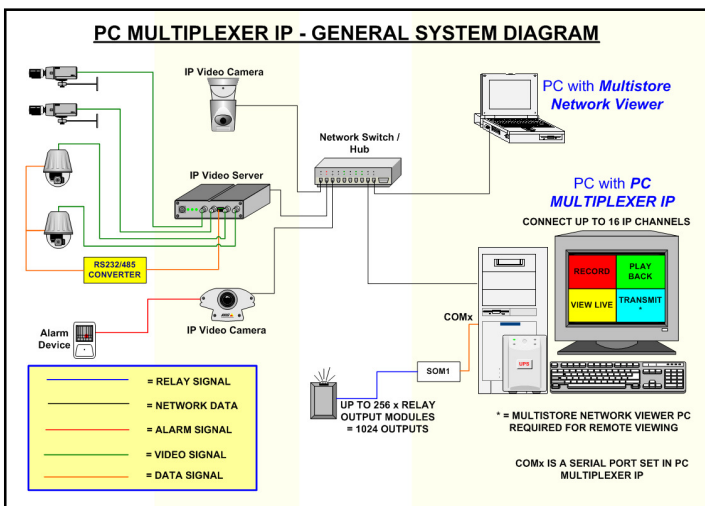 PC MULTIPLEXER IP - GENERAL SYSTEM DIAGRAM
IP Video Camera
PC with Multistore
Network Viewer
Network Switch /
Hub
IP Video Server
PC with PC
MULTIPLEXER IP
CONNECT UP TO 16 IP CHANNELS
RS232/485
CONVERTER
RECORD
PLAY
BACK
VIEW LIVE
TRANSMIT
*
COMx
Alarm
Device
AXIS
IP Video Camera
SOM1
UPS
UP TO 256 x RELAY
OUTPUT MODULES
= 1024 OUTPUTS
* = MULTISTORE NETWORK VIEWER PC
REQUIRED FOR REMOTE VIEWING
COMx IS A SERIAL PORT SET IN PC
MULTIPLEXER IP
= RELAY SIGNAL
= NETWORK DATA
= ALARM SIGNAL
= VIDEO SIGNAL
= DATA SIGNAL